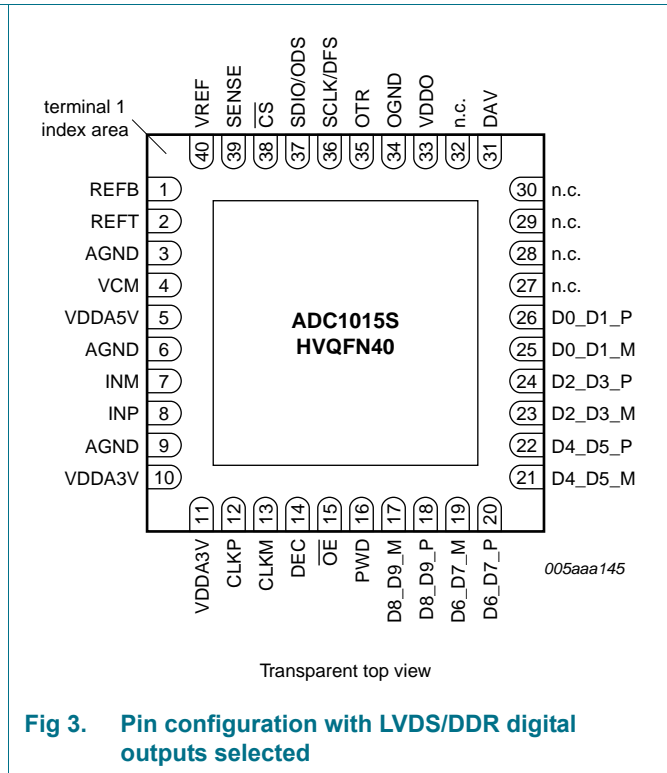 VREF
SENSE
CS
SDIO/ODS
SCLK/DFS
OTR
OGND
VDDO
n.c.
DAV
terminal 1
index area
40
39
38
37
36
35
34
33
32
31
REFB 1
REFT 2
AGND 3
VCM 4
VDDA5V 5
AGND 6
INM 7
INP 8
AGND 9
VDDA3V 10
ADC1015S
HVQFN40
30 n.c.
29 n.c.
28 n.c.
27 n.c.
26 D0_D1_P
25 D0_D1_M
24 D2_D3_P
23 D2_D3_M
22 D4_D5_P
21 D4_D5_M
11
12
13
14
15
16
17
18
19
20
VDDA3V
CLKP
CLKM
DEC
OE
PWD
D8_D9_M
D8_D9_P
D6_D7_M
D6_D7_P
005aaa145
Transparent top view
Fig 3. Pin configuration with LVDS/DDR digital
outputs selected